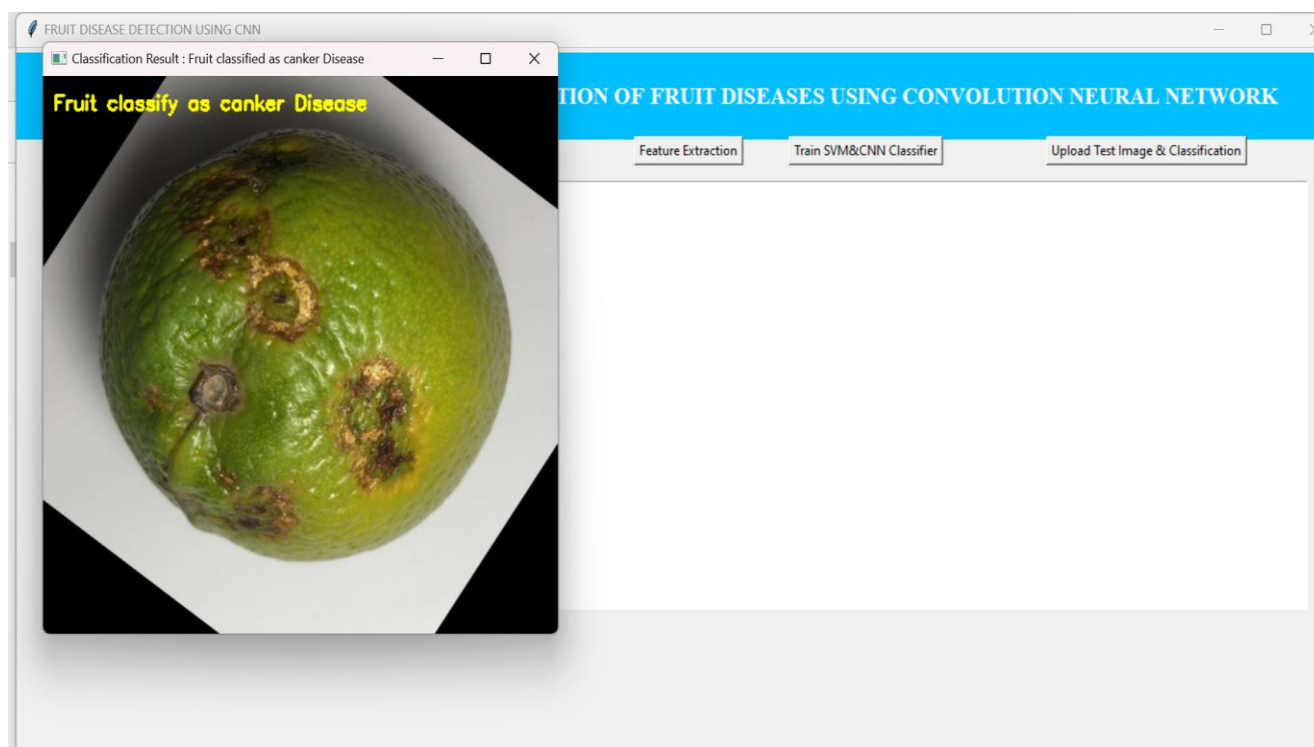 FRUIT DISEASE DETECTION USING CNN
Classification Result : Fruit classified as canker Disease
Fruit classify as canker Disease
TION OF FRUIT DISEASES USING CONVOLUTION NEURAL NETWORK
Feature Extraction
Train SVM&CNN Classifier
Upload Test Image & Classification